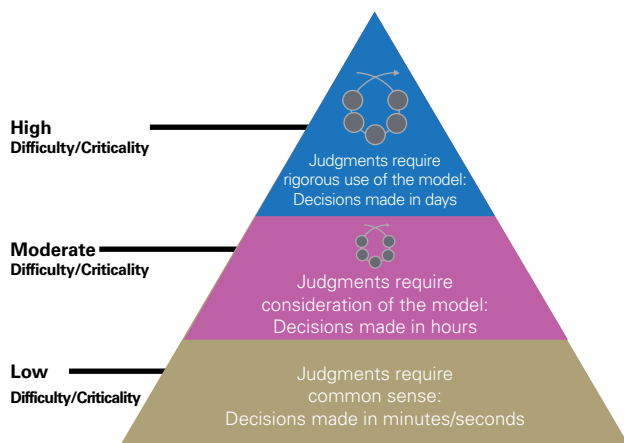 High
Difficulty/Criticality
Judgments require
rigorous use of the model:
Decisions made in days
Moderate
Difficulty/Criticality
Judgments require
consideration of the model:
Decisions made in hours
Low
Difficulty/Criticality
Judgments require
common sense:
Decisions made in minutes/seconds